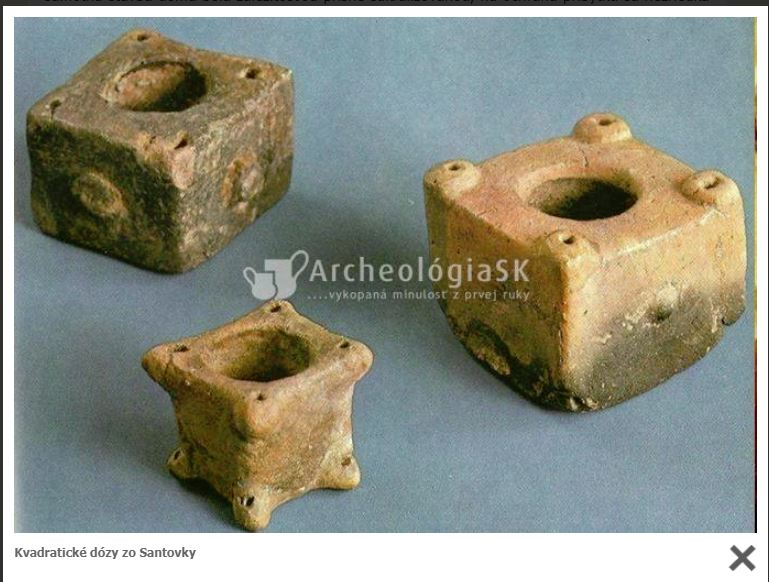 ArcheológiaSK
....vykopaná minulosť z prvej ruky
Kvadratické dózy zo Santovky